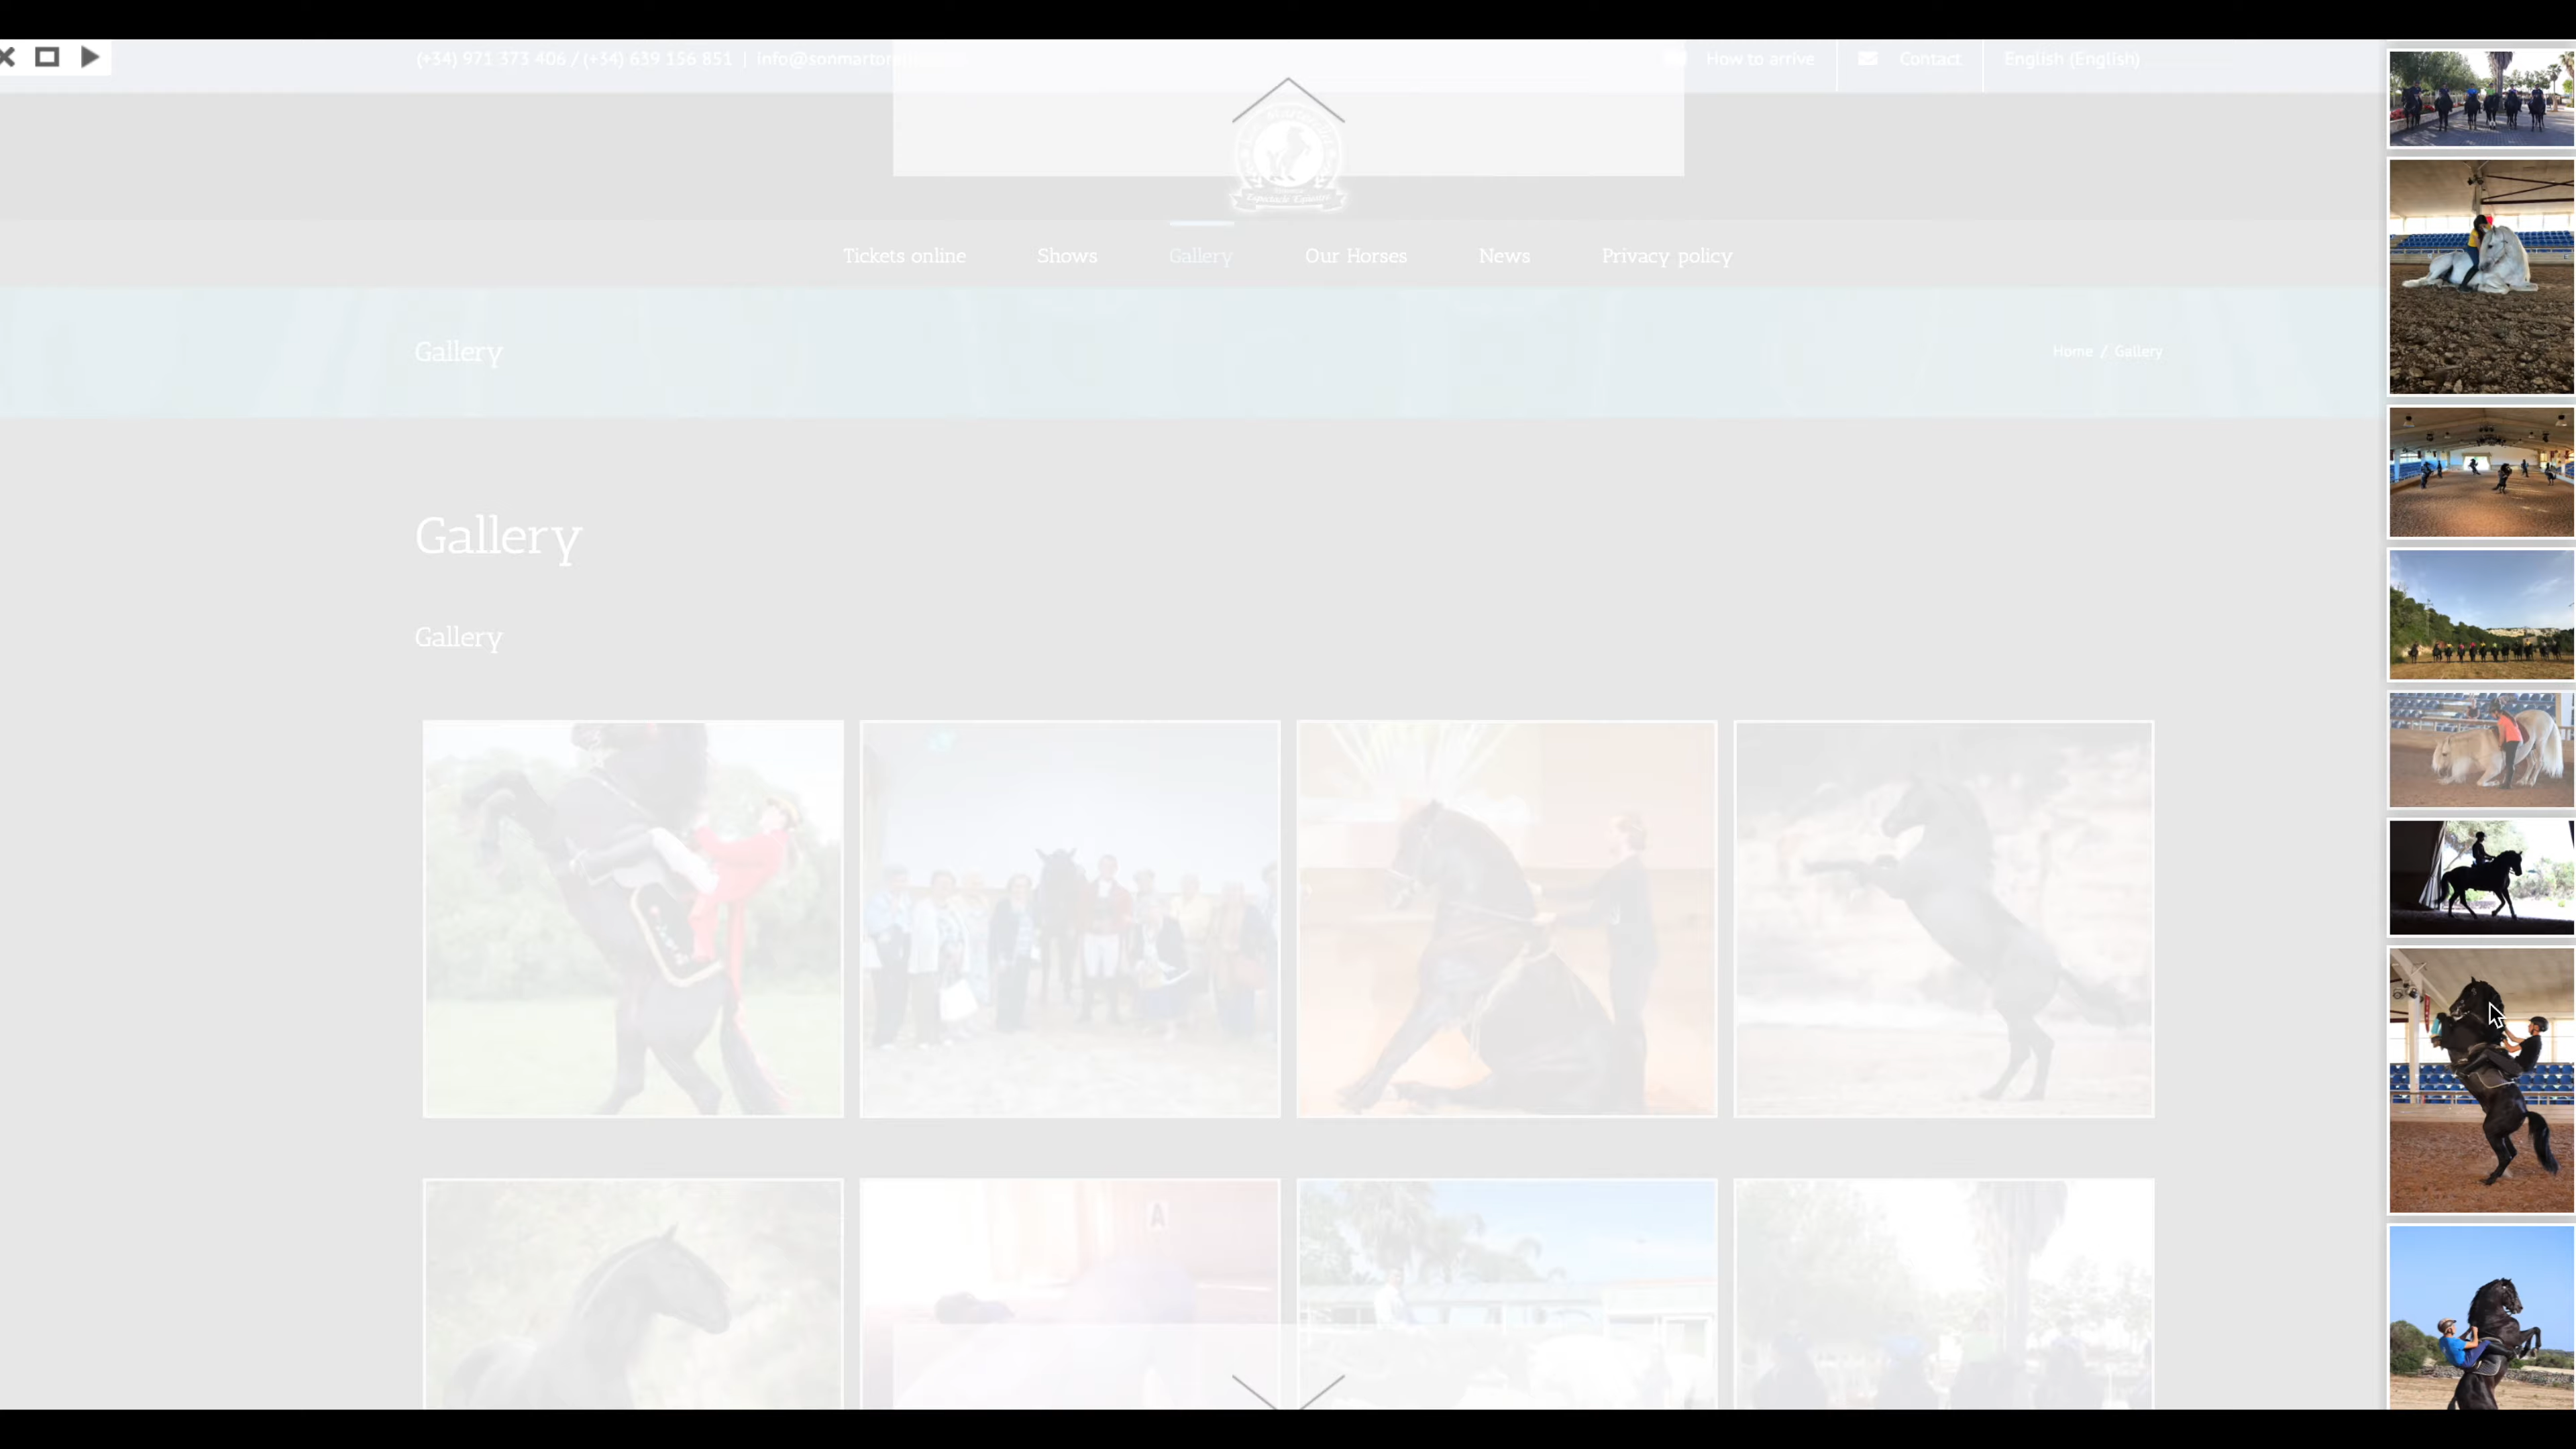 (+34) 971 373 406 / (+34) 639 156 851 | info@sonmartor
How to arrive
Contact
English (English)
Tickets online
Shows
Gallery
Our Horses
News
Privacy policy
Gallery
Home / Gallery
Gallery
Gallery
A